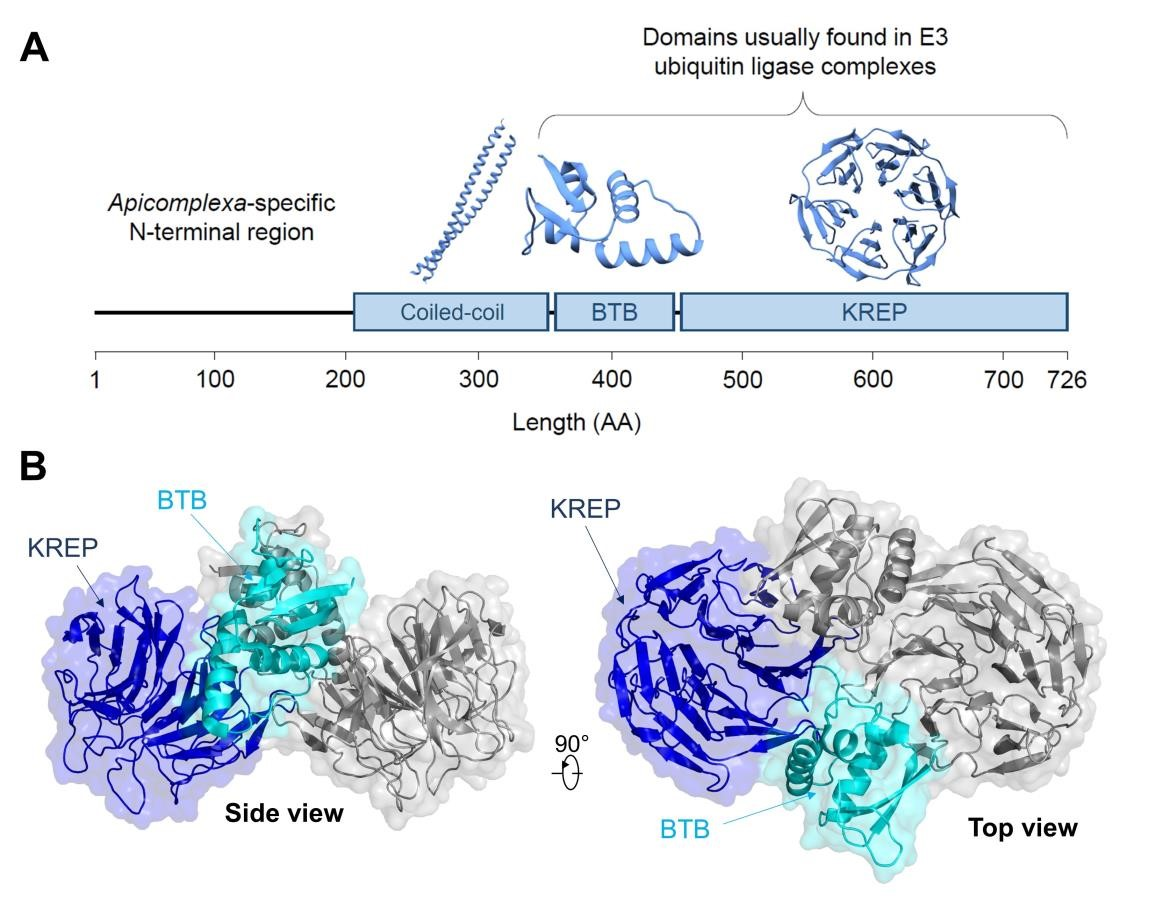 A
Domains usually found in E3
ubiquitin ligase complexes
Apicomplexa-specific
N-terminal region
Coiled-coil BTB KREP
1 100 200 300 400 500 600 700 726
Length (AA)
B
BTB
KREP
KREP
90°
BTB
Side view
Top view